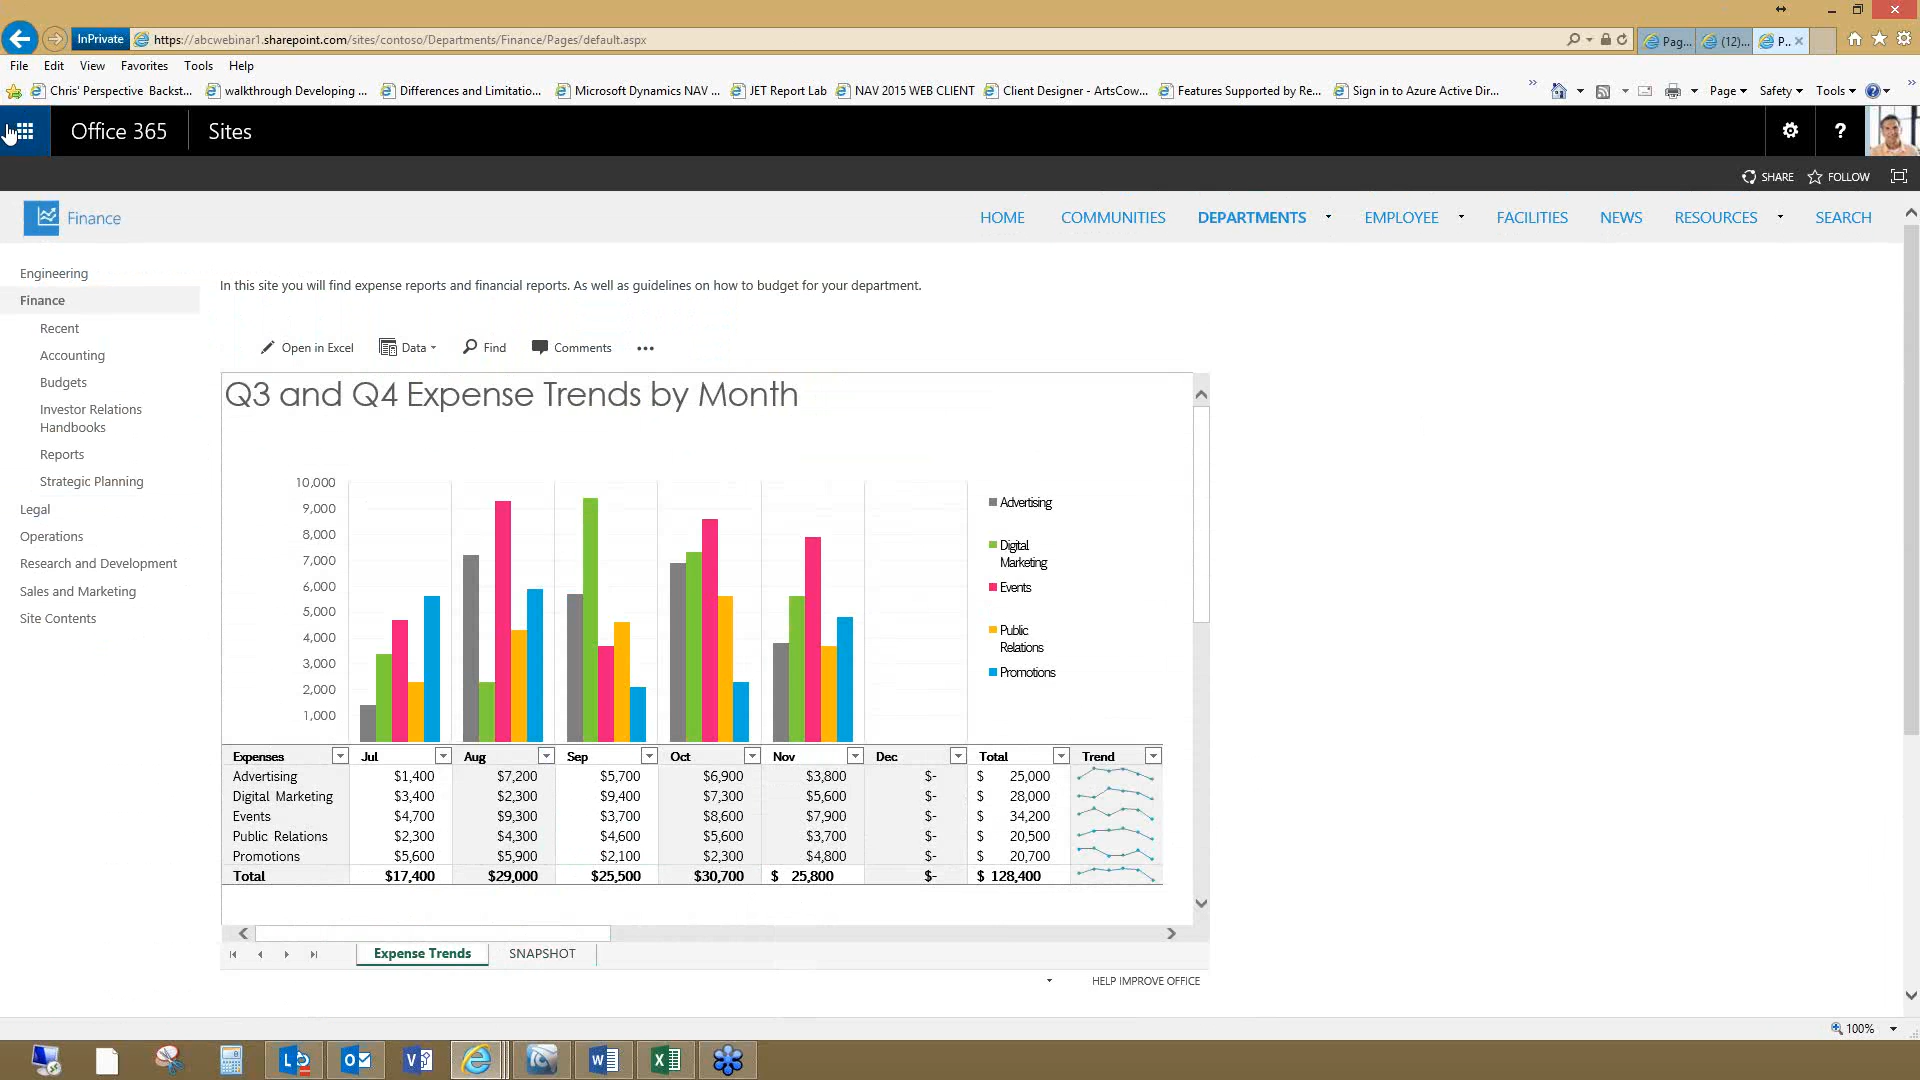 InPrivate https://abcwebinar1.sharepoint.com/sites/contoso/Departments/Finance/Pages/default.aspx Pag... (12)... P..
File Edit View Favorites Tools Help
Chris' Perspective Backst... walkthrough Developing ... Differences and Limitatio... Microsoft Dynamics NAV ... JET Report Lab NAV 2015 WEB CLIENT Client Designer - ArtsCow... Features Supported by Re... Sign in to Azure Active Dir... Page Safety Tools
Office 365 Sites ?
SHARE FOLLOW
Finance HOME COMMUNITIES DEPARTMENTS EMPLOYEE FACILITIES NEWS RESOURCES SEARCH
Engineering
Finance
Recent
Accounting
Budgets
Investor Relations
Handbooks
Reports
Strategic Planning
Legal
Operations
Research and Development
Sales and Marketing
Site Contents
In this site you will find expense reports and financial reports. As well as guidelines on how to budget for your department.
Open in Excel Data Find Comments •••
Q3 and Q4 Expense Trends by Month
10,000
9,000
8,000
7,000
6,000
5,000
4,000
3,000
2,000
1,000
Advertising
Digital
Marketing
Events
Public
Relations
Promotions
Expenses Jul Aug Sep Oct Nov Dec Total Trend
Advertising $1,400 $7,200 $5,700 $6,900 $3,800 $- $ 25,000
Digital Marketing $3,400 $2,300 $9,400 $7,300 $5,600 $- $ 28,000
Events $4,700 $9,300 $3,700 $8,600 $7,900 $- $ 34,200
Public Relations $2,300 $4,300 $4,600 $5,600 $3,700 $- $ 20,500
Promotions $5,600 $5,900 $2,100 $2,300 $4,800 $- $ 20,700
Total $17,400 $29,000 $25,500 $30,700 $ 25,800 $- $ 128,400
Expense Trends SNAPSHOT
HELP IMPROVE OFFICE
100%